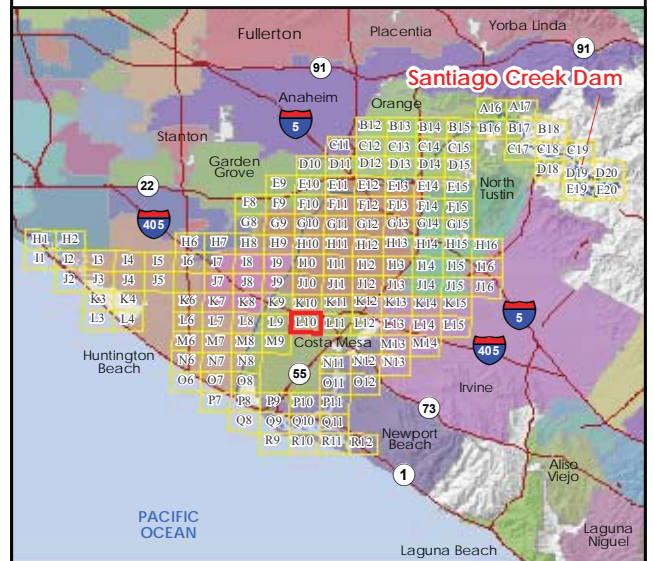 Fullerton
Placentia
Yorba Linda
91
91
Santiago Creek Dam
Anaheim
Orange
A16 A17
5
B12 B13 B14 B15 B16 B17 B18
Stanton
C11 C12 C13 C14 C15 C17 C18 C19
Garden
Grove
D10 D11 D12 D13 D14 D15 D18 D19 D20
22
E9 E10 E11 E12 E13 E14 E15 E19 E20
North
Tustin
F8 F9 F10 F11 F12 F13 F14 F15
405
G8 G9 G10 G11 G12 G13 G14 G15
H1 H2 H6 H7 H8 H9 H10 H11 H12 H13 H14 H15 H16
I1 I2 I3 I4 I5 I6 I7 I8 I9 I10 I11 I12 I13 I14 I15 I16
J2 J3 J4 J5 J7 J8 J9 J10 J11 J12 J13 J14 J15 J16
K3 K4 K6 K7 K8 K9 K10 K11 K12 K13 K14 K15
5
L3 L4 L6 L7 L8 L9 L10 L11 L12 L13 L14 L15
M6 M7 M8 M9 Costa Mesa M13 M14
405
Huntington
Beach
N6 N7 N8 N11 N12 N13
55
O6 O7 O8 O11 O12
Irvine
P7 P8 P9 P10 P11
73
Q8 Q9 Q10 Q11
Newport
Beach
R9 R10 R11 R12
1
Aliso
Viejo
PACIFIC
OCEAN
Laguna
Niguel
Laguna Beach